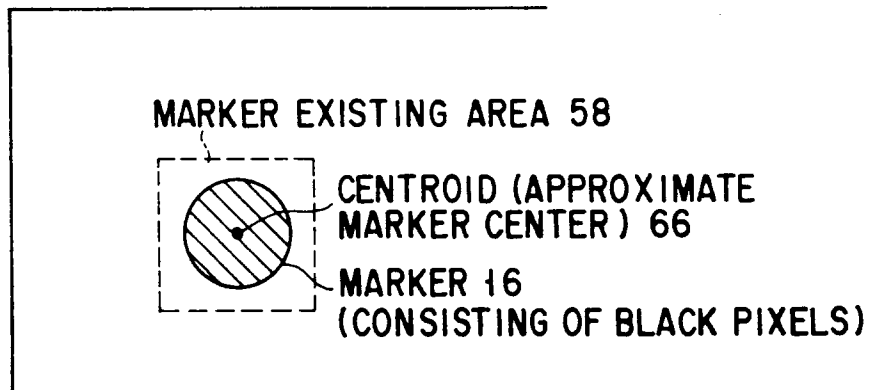 MARKER EXISTING AREA 58
CENTROID (APPROXIMATE
MARKER CENTER) 66
MARKER 16
(CONSISTING OF BLACK PIXELS)